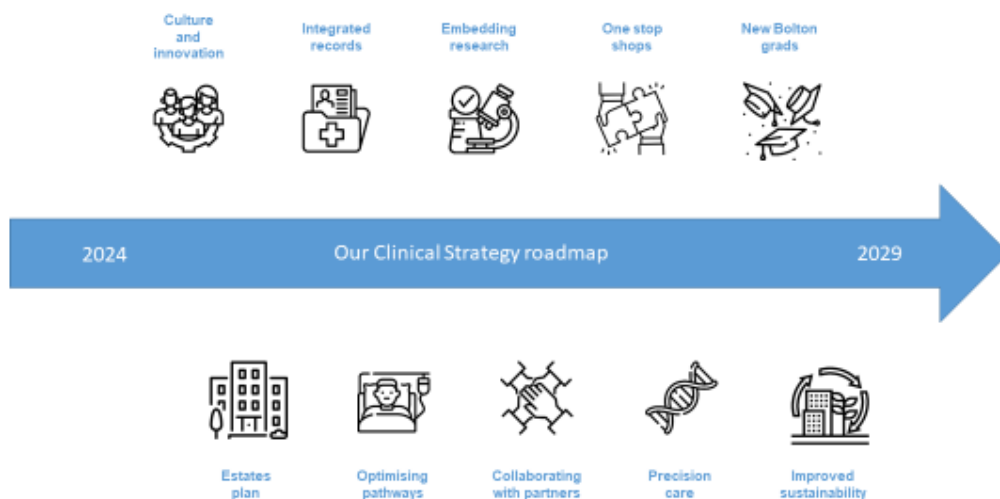 Culture
and
innovation
Integrated
records
Embedding
research
One stop
shops
New Bolton
grads
2024
Our Clinical Strategy roadmap
2029
Estates
plan
Optimising
pathways
Collaborating
with partners
Precision
care
Improved
sustainability